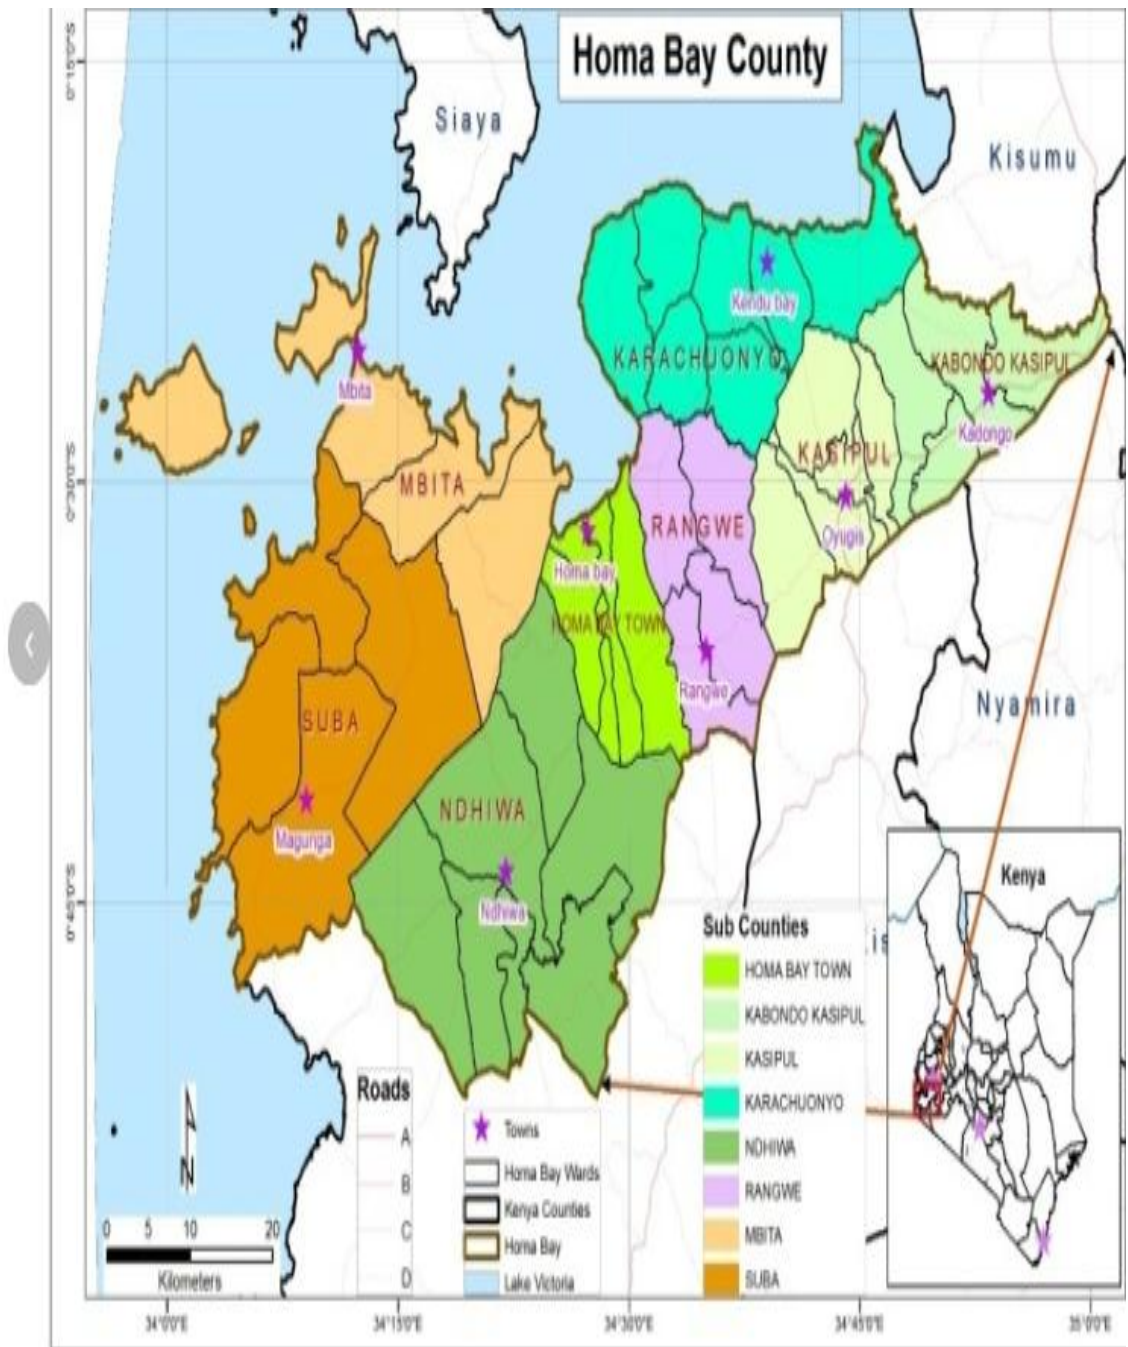 Homa Bay County
0°15'0"S
Siaya
Kisumu
Kendu bay
KARACHUONYO
KABONDO KASIPUL
Mbita
Kadongo
KASIPUL
MBITA
0°30'0"S
Oyugis
RANGWE
Homa bay
HOMA BAY TOWN
Rangwe
Nyamira
SUBA
NDHIWA
Magunga
Ndhiwa
0°45'0"S
Kenya
Sub Counties
HOMA BAY TOWN
KABONDO KASIPUL
KASIPUL
KARACHUONYO
NDHIWA
RANGWE
MBITA
SUBA
Roads
A
B
C
D
Towns
Homa Bay Wards
Kenya Counties
Homa Bay
Lake Victoria
N
0 5 10 20
Kilometers
34°0'0"E 34°15'0"E 34°30'0"E 34°45'0"E 35°0'0"E